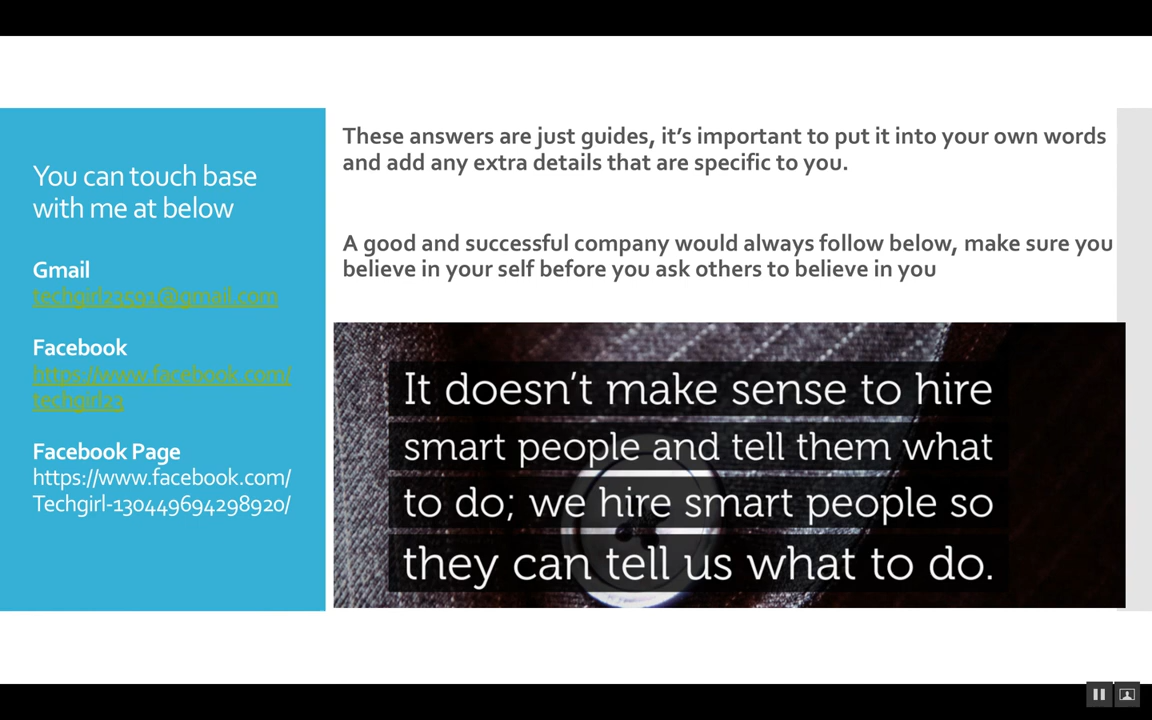 You can touch base
with me at below
Gmail
techgirl23591@gmail.com
Facebook
https://www.facebook.com/
techgirl23
Facebook Page
https://www.facebook.com/
Techgirl-130449694298920/
These answers are just guides, it’s important to put it into your own words
and add any extra details that are specific to you.
A good and successful company would always follow below, make sure you
believe in your self before you ask others to believe in you
It doesn’t make sense to hire
smart people and tell them what
to do; we hire smart people so
they can tell us what to do.